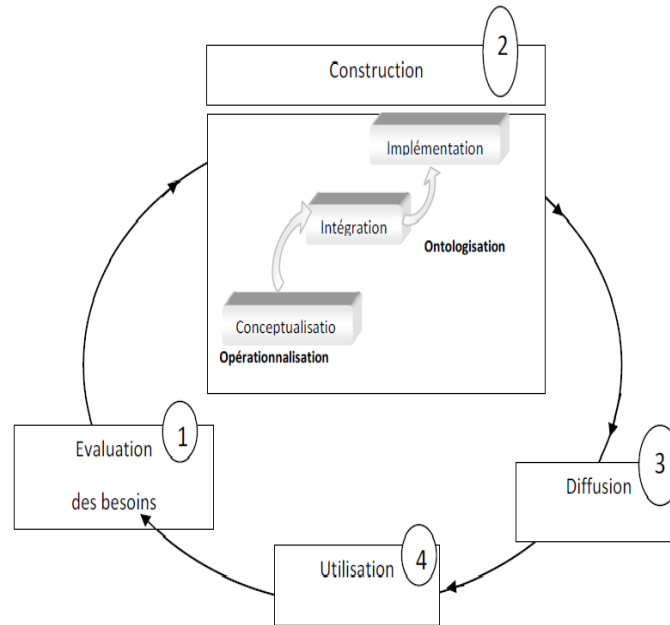 2
Construction
Implémentation
Intégration
Ontologisation
Conceptualisatio
Opérationnalisation
1
Evaluation
des besoins
3
Diffusion
4
Utilisation